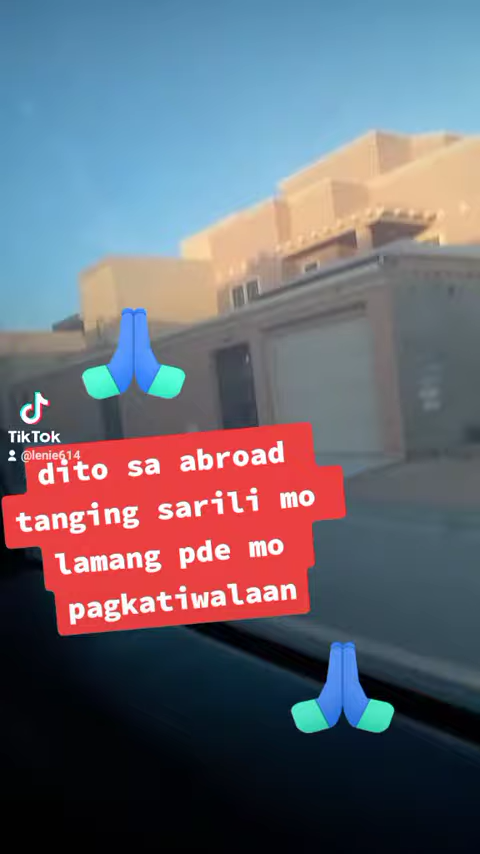 TikTok
@lenie614
dito sa abroad
tanging sarili mo
lamang pde mo
pagkatiwalaan